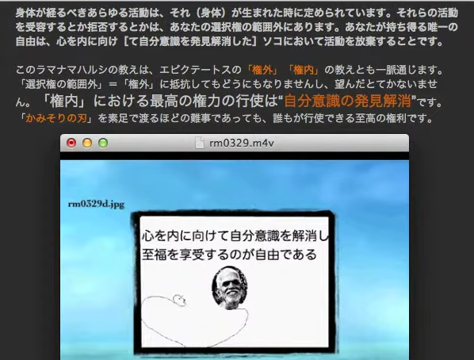 身体が経るべきあらゆる活動は、それ（身体）が生まれた時に定められています。それらの活動
を受容するとか拒否するとかは、あなたの選択権の範囲外にあります。あなたが持ち得る唯一の
自由は、心を内に向け［て自分意識を発見解消した］ソコにおいて活動を放棄することです。
このラマナマハルシの教えは、エピクテートスの「権外」「権内」の教えとも一脈通じます。
「選択権の範囲外」＝「権外」に抵抗してもどうにもなりませんし、望んだとてかないませ
ん。「権内」における最高の権力の行使は“自分意識の発見解消”です。
「かみそりの刃」を素足で渡るほどの難事であっても、誰もが行使できる至高の権利です。
rm0329.m4v
rm0329d.jpg
心を内に向けて自分意識を解消し
至福を享受するのが自由である